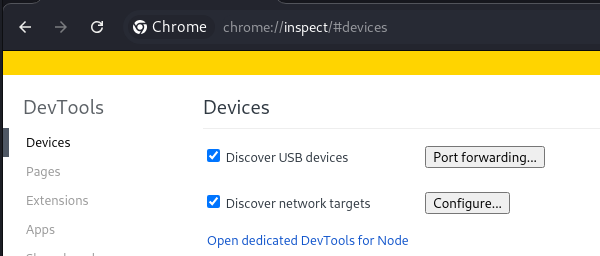 Chrome chrome://inspect/#devices
DevTools
Devices
Devices
Discover USB devices Port forwarding...
Pages
Extensions
Discover network targets Configure...
Apps
Open dedicated DevTools for Node